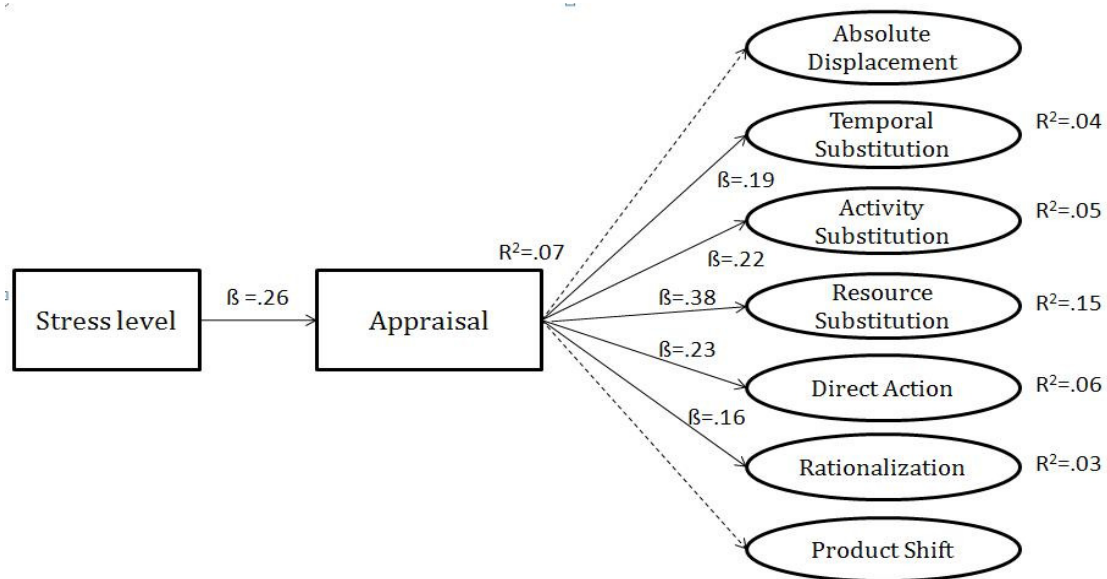 Absolute
Displacement
Temporal
Substitution
R²=.04
ß=.19
Activity
Substitution
R²=.05
R²=.07
ß=.22
Stress level
ß =.26
Appraisal
ß=.38
Resource
Substitution
R²=.15
ß=.23
Direct Action
R²=.06
ß=.16
Rationalization
R²=.03
Product Shift